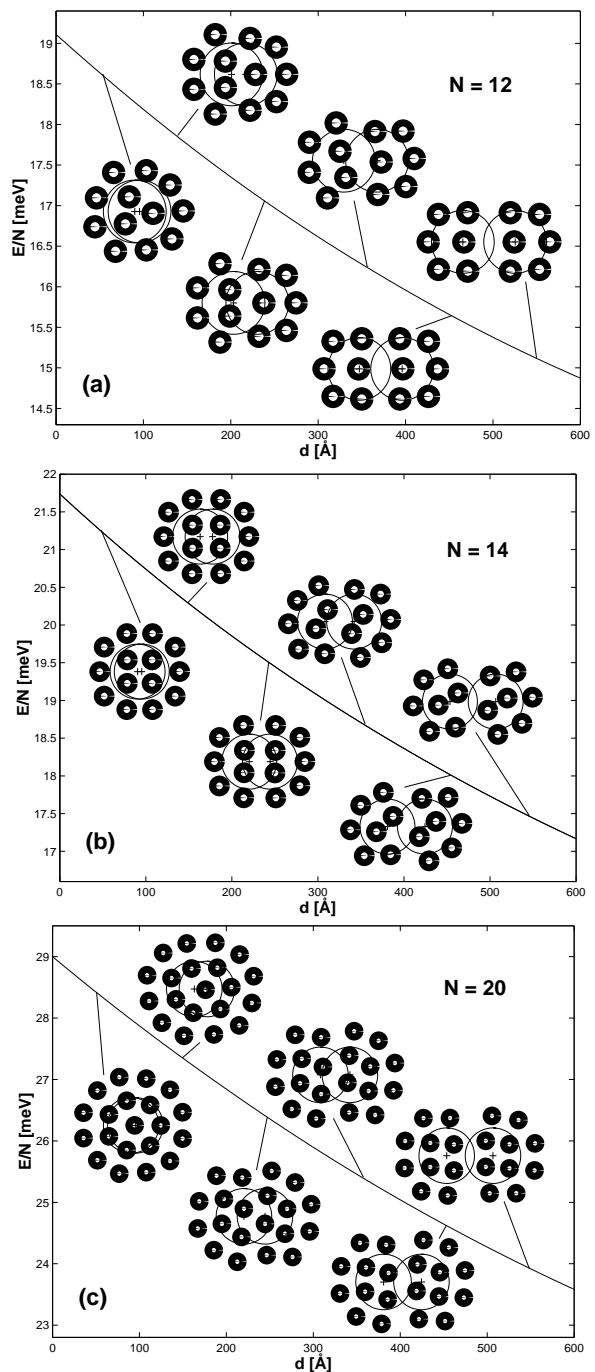 19
18.5
18
17.5
17
16.5
16
15.5
15
14.5
E/N [meV]
N = 12
(a)
0 100 200 300 400 500 600
d [Å]
22
21.5
21
20.5
20
19.5
19
18.5
18
17.5
17
E/N [meV]
N = 14
(b)
0 100 200 300 400 500 600
d [Å]
29
28
27
26
25
24
23
E/N [meV]
N = 20
(c)
0 100 200 300 400 500 600
d [Å]